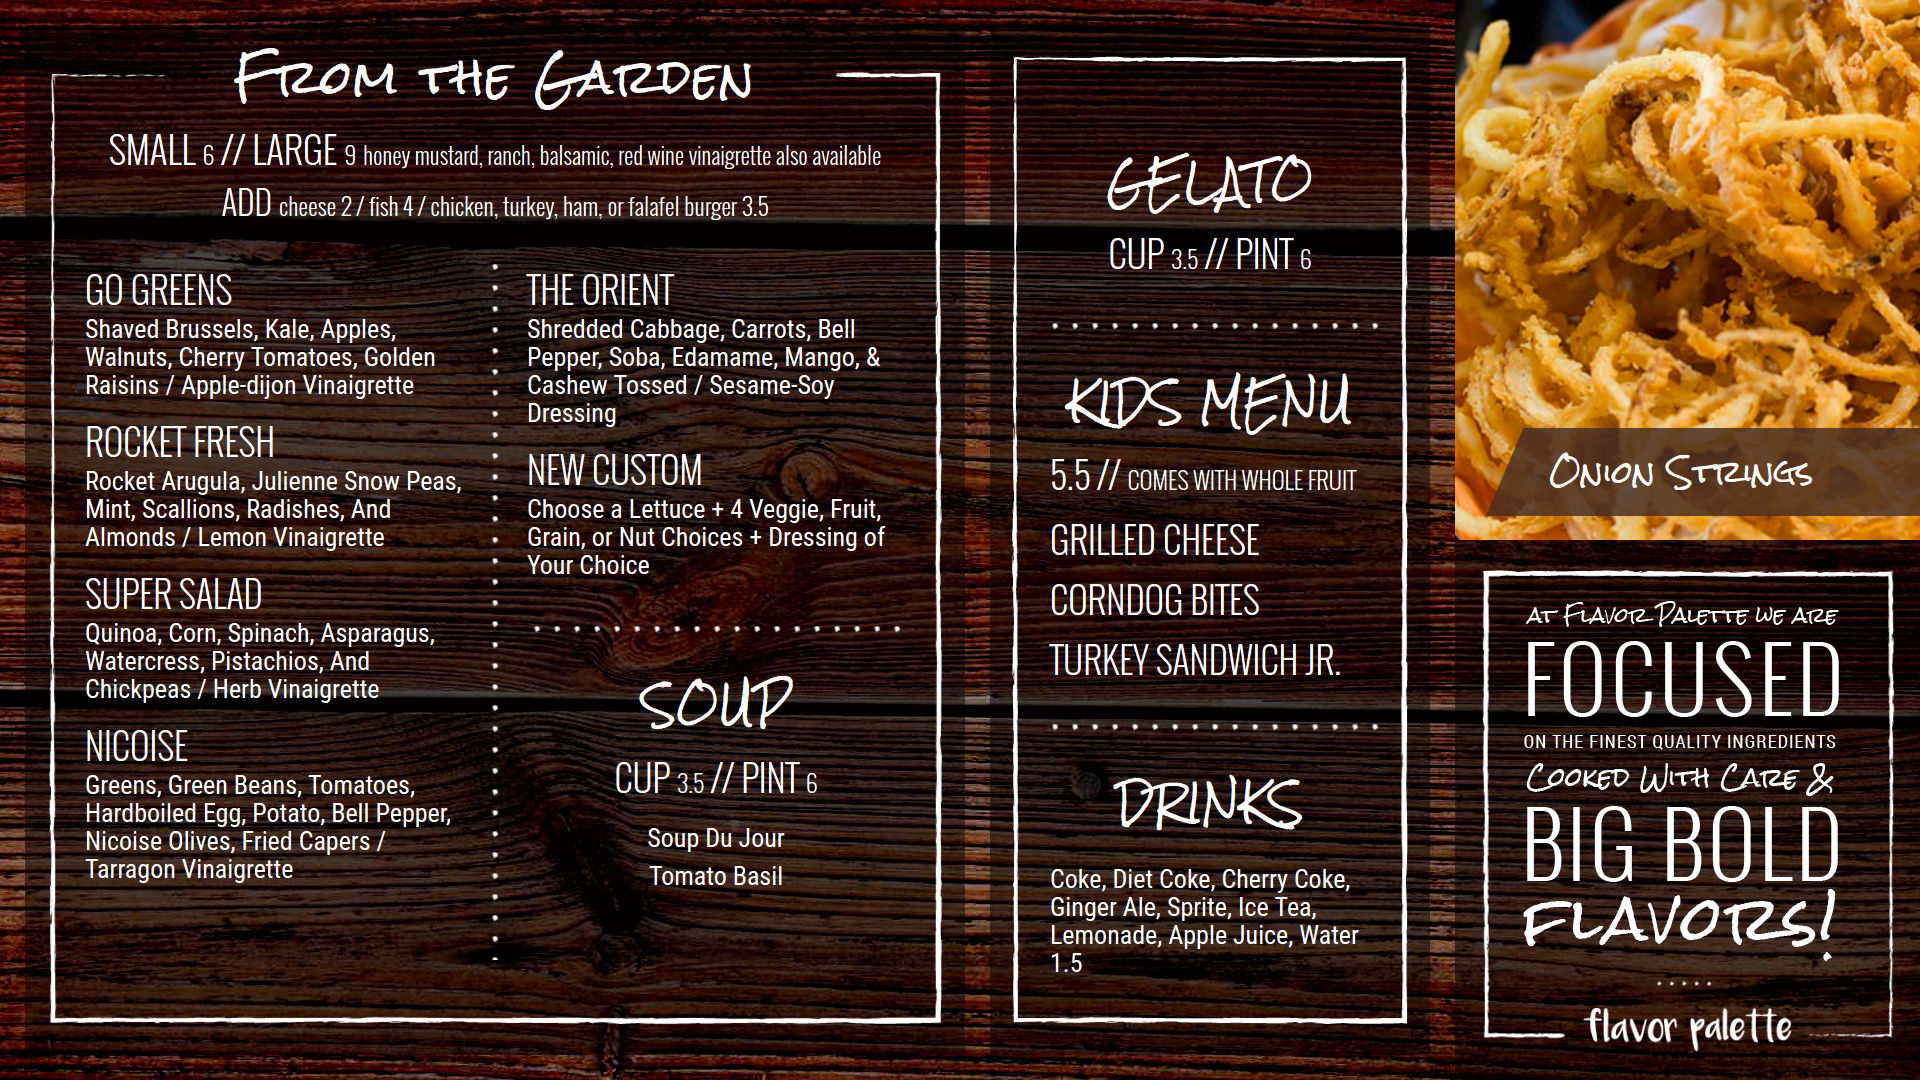 From the Garden
SMALL 6 // LARGE 9 honey mustard, ranch, balsamic, red wine vinaigrette also available
ADD cheese 2 / fish 4 / chicken, turkey, ham, or falafel burger 3.5
GO GREENS
Shaved Brussels, Kale, Apples,
Walnuts, Cherry Tomatoes, Golden
Raisins / Apple-dijon Vinaigrette
ROCKET FRESH
Rocket Arugula, Julienne Snow Peas,
Mint, Scallions, Radishes, And
Almonds / Lemon Vinaigrette
SUPER SALAD
Quinoa, Corn, Spinach, Asparagus,
Watercress, Pistachios, And
Chickpeas / Herb Vinaigrette
NICOISE
Greens, Green Beans, Tomatoes,
Hardboiled Egg, Potato, Bell Pepper,
Nicoise Olives, Fried Capers /
Tarragon Vinaigrette
THE ORIENT
Shredded Cabbage, Carrots, Bell
Pepper, Soba, Edamame, Mango, &
Cashew Tossed / Sesame-Soy
Dressing
NEW CUSTOM
Choose a Lettuce + 4 Veggie, Fruit,
Grain, or Nut Choices + Dressing of
Your Choice
SOUP
CUP 3.5 // PINT 6
Soup Du Jour
Tomato Basil
GELATO
CUP 3.5 // PINT 6
KIDS MENU
5.5 // COMES WITH WHOLE FRUIT
GRILLED CHEESE
CORNDOG BITES
TURKEY SANDWICH JR.
DRINKS
Coke, Diet Coke, Cherry Coke,
Ginger Ale, Sprite, Ice Tea,
Lemonade, Apple Juice, Water
1.5
Onion Strings
at Flavor Palette we are
FOCUSED
ON THE FINEST QUALITY INGREDIENTS
Cooked With Care &
BIG BOLD
FLAVORS!
flavor palette